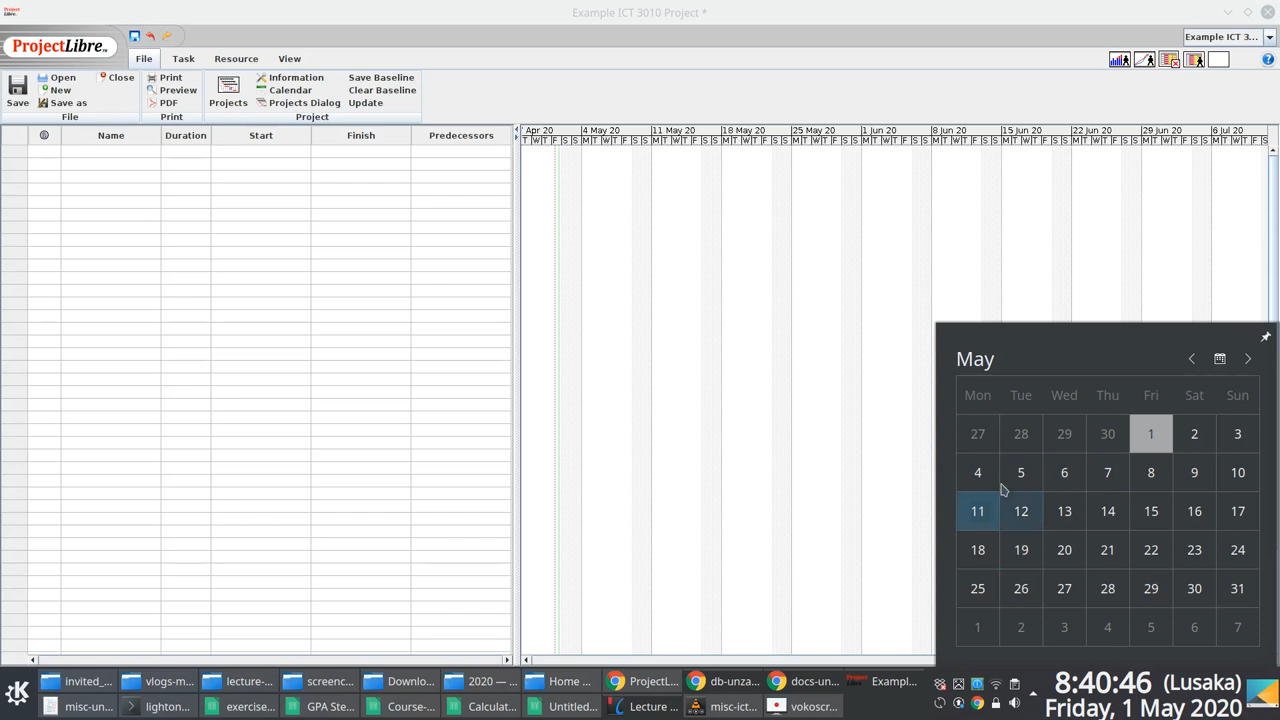 Project
Libre
Example ICT 3010 Project *
ProjectLibre™
Example ICT 3...
File Task Resource View
Save
Open
New
Save as
Close
File
Print
Preview
PDF
Print
Projects
Information
Calendar
Projects Dialog
Save Baseline
Clear Baseline
Update
Project
Name Duration Start Finish Predecessors
Apr 20 4 May 20 11 May 20 18 May 20 25 May 20 1 Jun 20 8 Jun 20 15 Jun 20 22 Jun 20 29 Jun 20 6 Jul 20
T W T F S S M T W T F S S M T W T F S S M T W T F S S M T W T F S S M T W T F S S M T W T F S S M T W T F S S M T W T F S S M T W T F S S M T W T F S
May
Mon Tue Wed Thu Fri Sat Sun
27 28 29 30 1 2 3
4 5 6 7 8 9 10
11 12 13 14 15 16 17
18 19 20 21 22 23 24
25 26 27 28 29 30 31
1 2 3 4 5 6 7
invited_... vlogs-m... lecture-... screenc... Downlo... 2020 —... Home ... ProjectL... db-unza... docs-un... Exampl...
misc-un... lighton... exercise... GPA Ste... Course-... Calculat... Untitled... Lecture ... misc-ict... vokoscr...
8:40:46 (Lusaka)
Friday, 1 May 2020